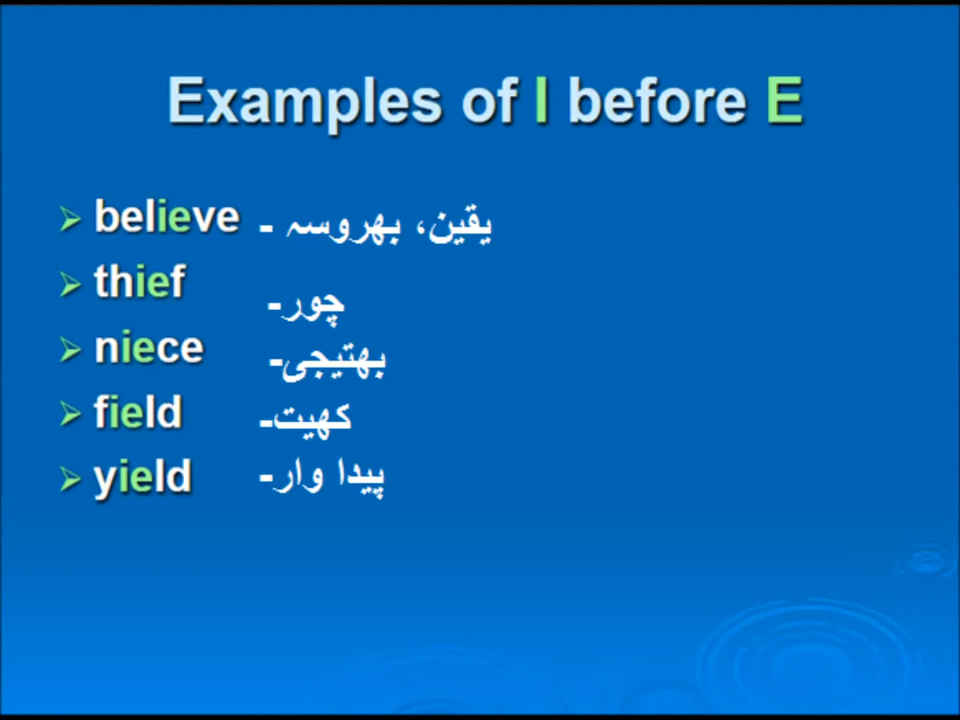 Examples of I before E
believe - یقین، بھروسہ
thief -چور
niece -بھتیجی
field -کھیت
yield -پیدا وار